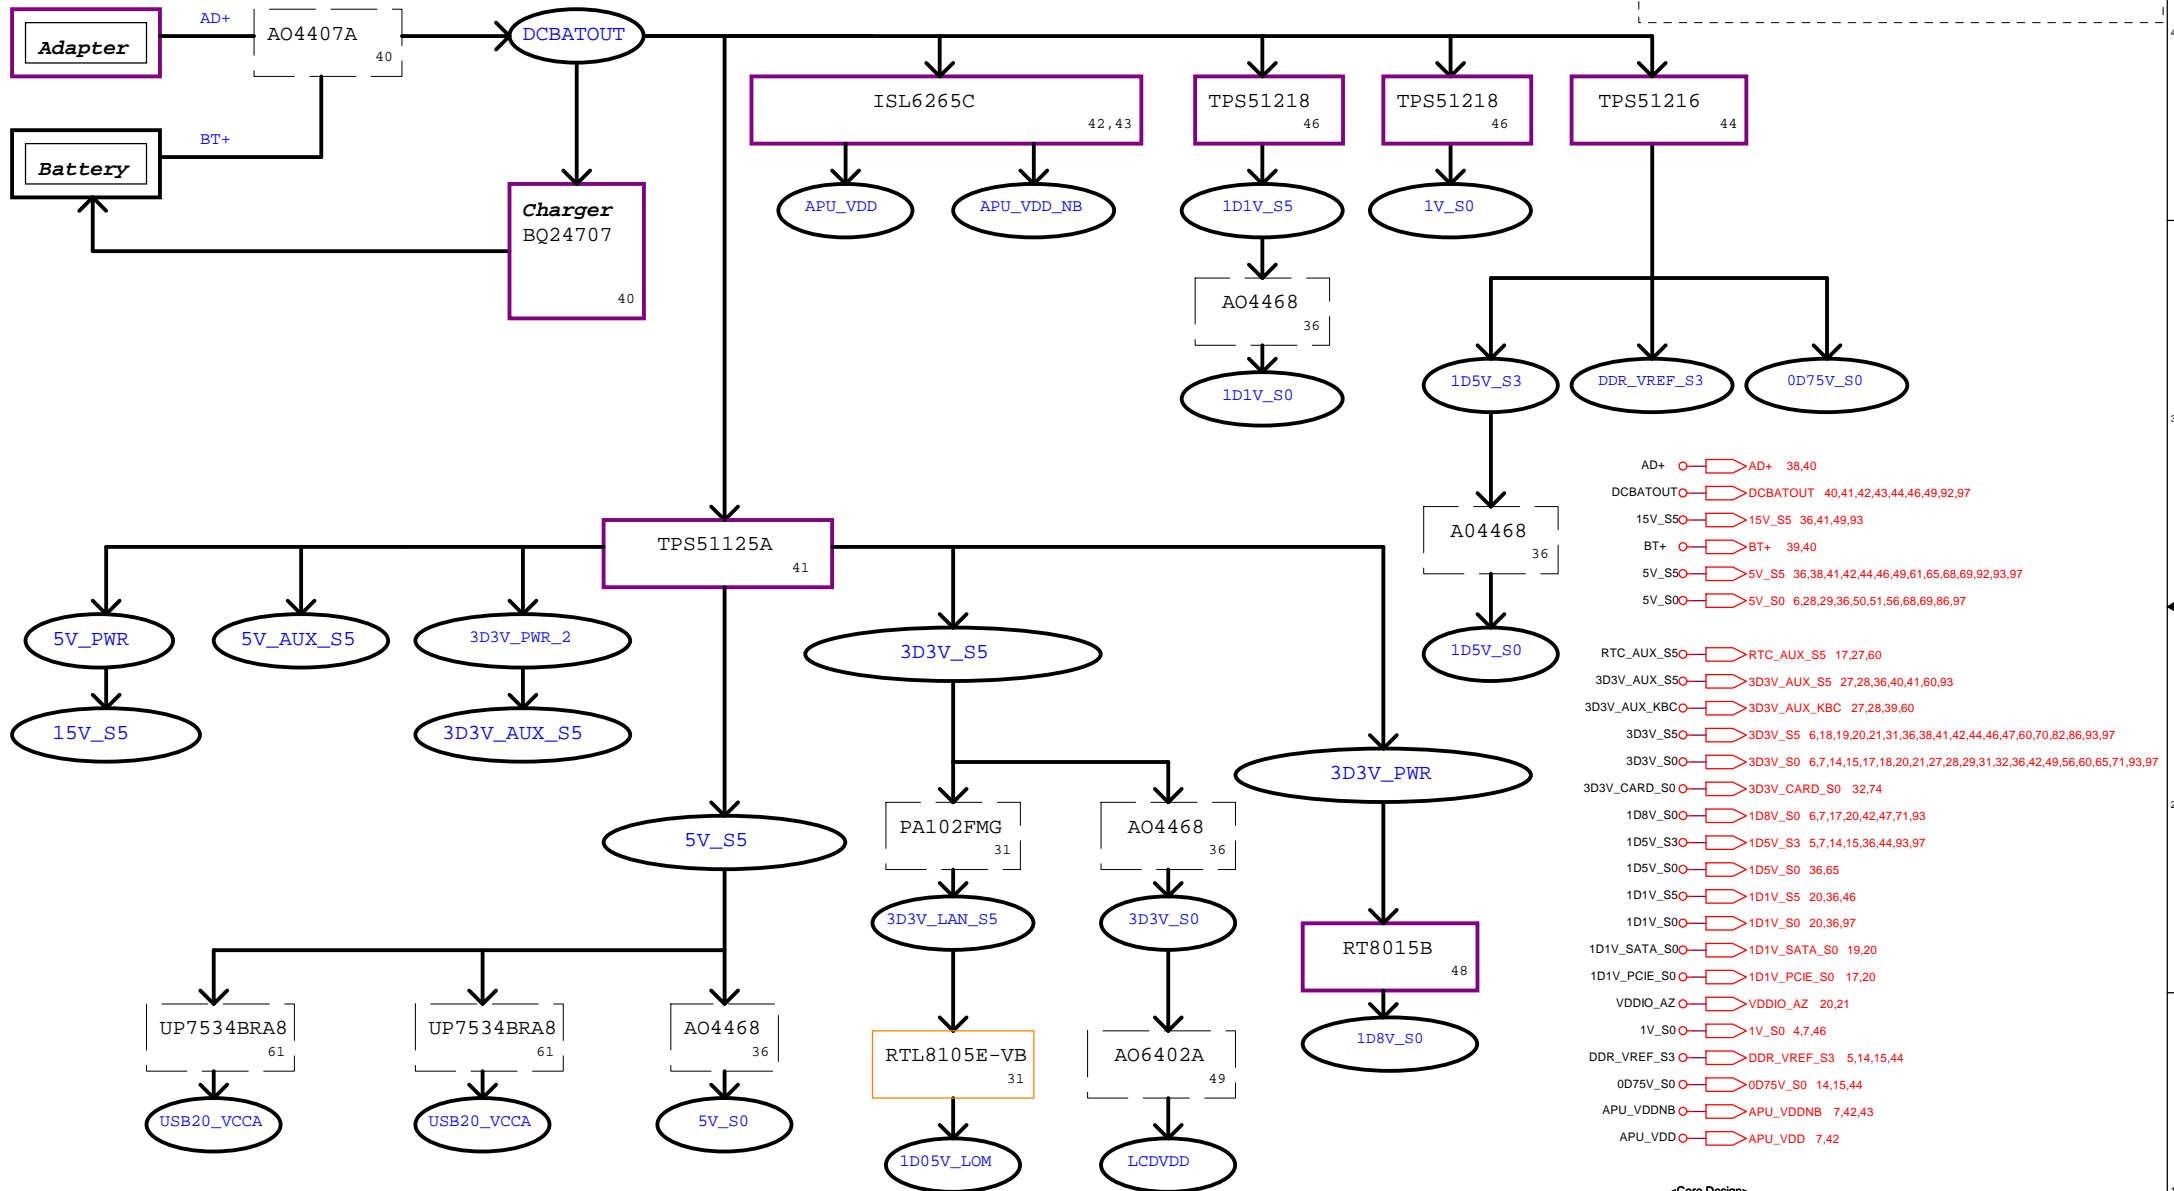 AD+
Adapter
AO4407A
40
DCBATOUT
BT+
Battery
Charger
BQ24707
40
ISL6265C
42,43
TPS51218
46
TPS51218
46
TPS51216
44
APU_VDD
APU_VDD_NB
1D1V_S5
1V_S0
AO4468
36
1D1V_S0
1D5V_S3
DDR_VREF_S3
0D75V_S0
A04468
36
1D5V_S0
TPS51125A
41
5V_PWR
5V_AUX_S5
3D3V_PWR_2
3D3V_S5
15V_S5
3D3V_AUX_S5
3D3V_PWR
5V_S5
PA102FMG
31
AO4468
36
3D3V_LAN_S5
3D3V_S0
RT8015B
48
UP7534BRA8
61
UP7534BRA8
61
AO4468
36
RTL8105E-VB
31
AO6402A
49
1D8V_S0
USB20_VCCA
USB20_VCCA
5V_S0
1D05V_LOM
LCDVDD
AD+ AD+ 38,40
DCBATOUT DCBATOUT 40,41,42,43,44,46,49,92,97
15V_S5 15V_S5 36,41,49,93
BT+ BT+ 39,40
5V_S5 5V_S5 36,38,41,42,44,46,49,61,65,68,69,92,93,97
5V_S0 5V_S0 6,28,29,36,50,51,56,68,69,86,97
RTC_AUX_S5 RTC_AUX_S5 17,27,60
3D3V_AUX_S5 3D3V_AUX_S5 27,28,36,40,41,60,93
3D3V_AUX_KBC 3D3V_AUX_KBC 27,28,39,60
3D3V_S5 3D3V_S5 6,18,19,20,21,31,36,38,41,42,44,46,47,60,70,82,86,93,97
3D3V_S0 3D3V_S0 6,7,14,15,17,18,20,21,27,28,29,31,32,36,42,49,56,60,65,71,93,97
3D3V_CARD_S0 3D3V_CARD_S0 32,74
1D8V_S0 1D8V_S0 6,7,17,20,42,47,71,93
1D5V_S3 1D5V_S3 5,7,14,15,36,44,93,97
1D5V_S0 1D5V_S0 36,65
1D1V_S5 1D1V_S5 20,36,46
1D1V_S0 1D1V_S0 20,36,97
1D1V_SATA_S0 1D1V_SATA_S0 19,20
1D1V_PCIE_S0 1D1V_PCIE_S0 17,20
VDDIO_AZ VDDIO_AZ 20,21
1V_S0 1V_S0 4,7,46
DDR_VREF_S3 DDR_VREF_S3 5,14,15,44
0D75V_S0 0D75V_S0 14,15,44
APU_VDDNB APU_VDDNB 7,42,43
APU_VDD APU_VDD 7,42
4
3
2
<Core Design>